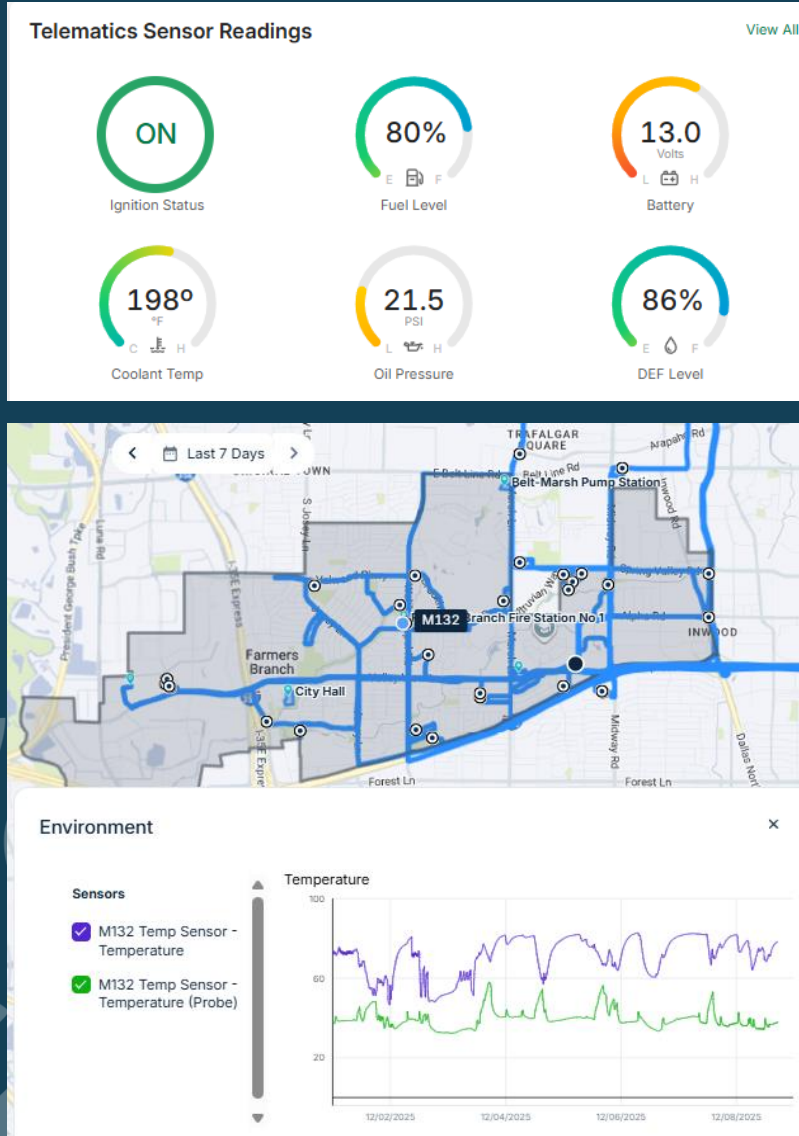 Telematics Sensor Readings
View All
ON
Ignition Status
80%
E F
Fuel Level
13.0
Volts
L H
Battery
198º
°F
C H
Coolant Temp
21.5
PSI
L H
Oil Pressure
86%
E F
DEF Level
Last 7 Days
TRAFALGAR
SQUARE
Arapaho Rd
E Belt Line Rd
Belt Line Rd
Belt-Marsh Pump Station
Inwood Rd
S Josey Ln
Luna Rd
President George Bush Tpke
I-35E Express
Spring Valley Rd
M132
Branch Fire Station No 1
Alpha Rd
INWOOD
Farmers
Branch
City Hall
Midway Rd
Forest Ln
Forest Ln
Environment
Sensors
M132 Temp Sensor -
Temperature
M132 Temp Sensor -
Temperature (Probe)
Temperature
100
60
20
12/02/2025
12/04/2025
12/06/2025
12/08/2025